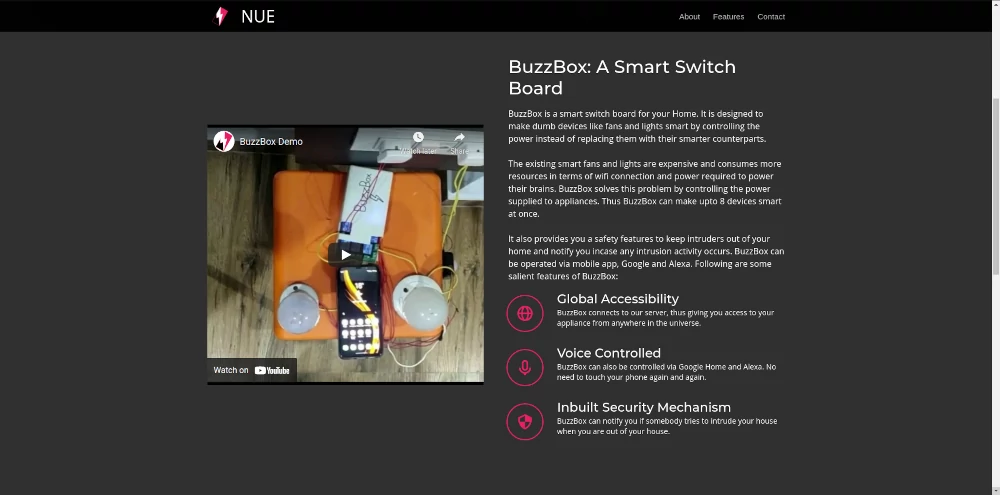 NUE
About Features Contact
BuzzBox: A Smart Switch
Board
BuzzBox is a smart switch board for your Home. It is designed to
make dumb devices like fans and lights smart by controlling the
power instead of replacing them with their smarter counterparts.
The existing smart fans and lights are expensive and consumes more
resources in terms of wifi connection and power required to power
their brains. BuzzBox solves this problem by controlling the power
supplied to appliances. Thus BuzzBox can make upto 8 devices smart
at once.
It also provides you a safety features to keep intruders out of your
home and notify you incase any intrusion activity occurs. BuzzBox can
be operated via mobile app, Google and Alexa. Following are some
salient features of BuzzBox:
BuzzBox Demo
Watch later Share
BuzzBox
Watch on YouTube
Global Accessibility
BuzzBox connects to our server, thus giving you access to your
appliance from anywhere in the universe.
Voice Controlled
BuzzBox can also be controlled via Google Home and Alexa. No
need to touch your phone again and again.
Inbuilt Security Mechanism
BuzzBox can notify you if somebody tries to intrude your house
when you are out of your house.